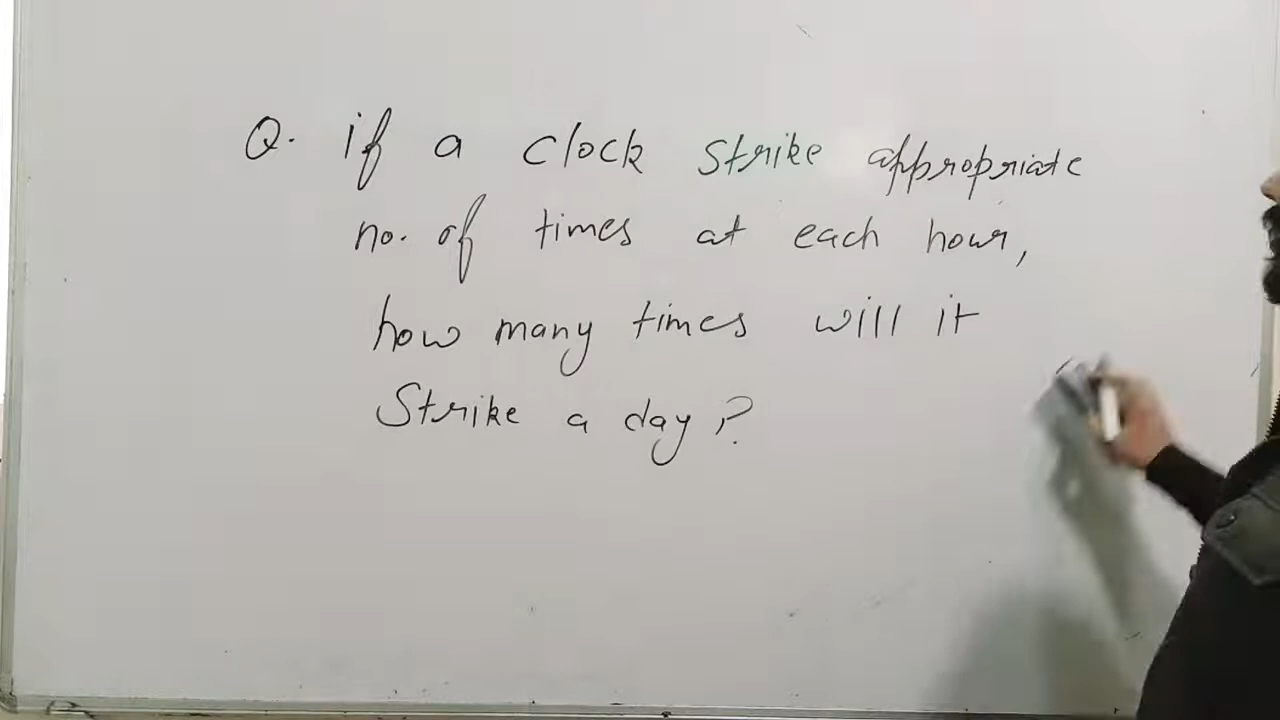 Q. if a clock strike appropriate
no. of times at each hour,
how many times will it
Strike a day?